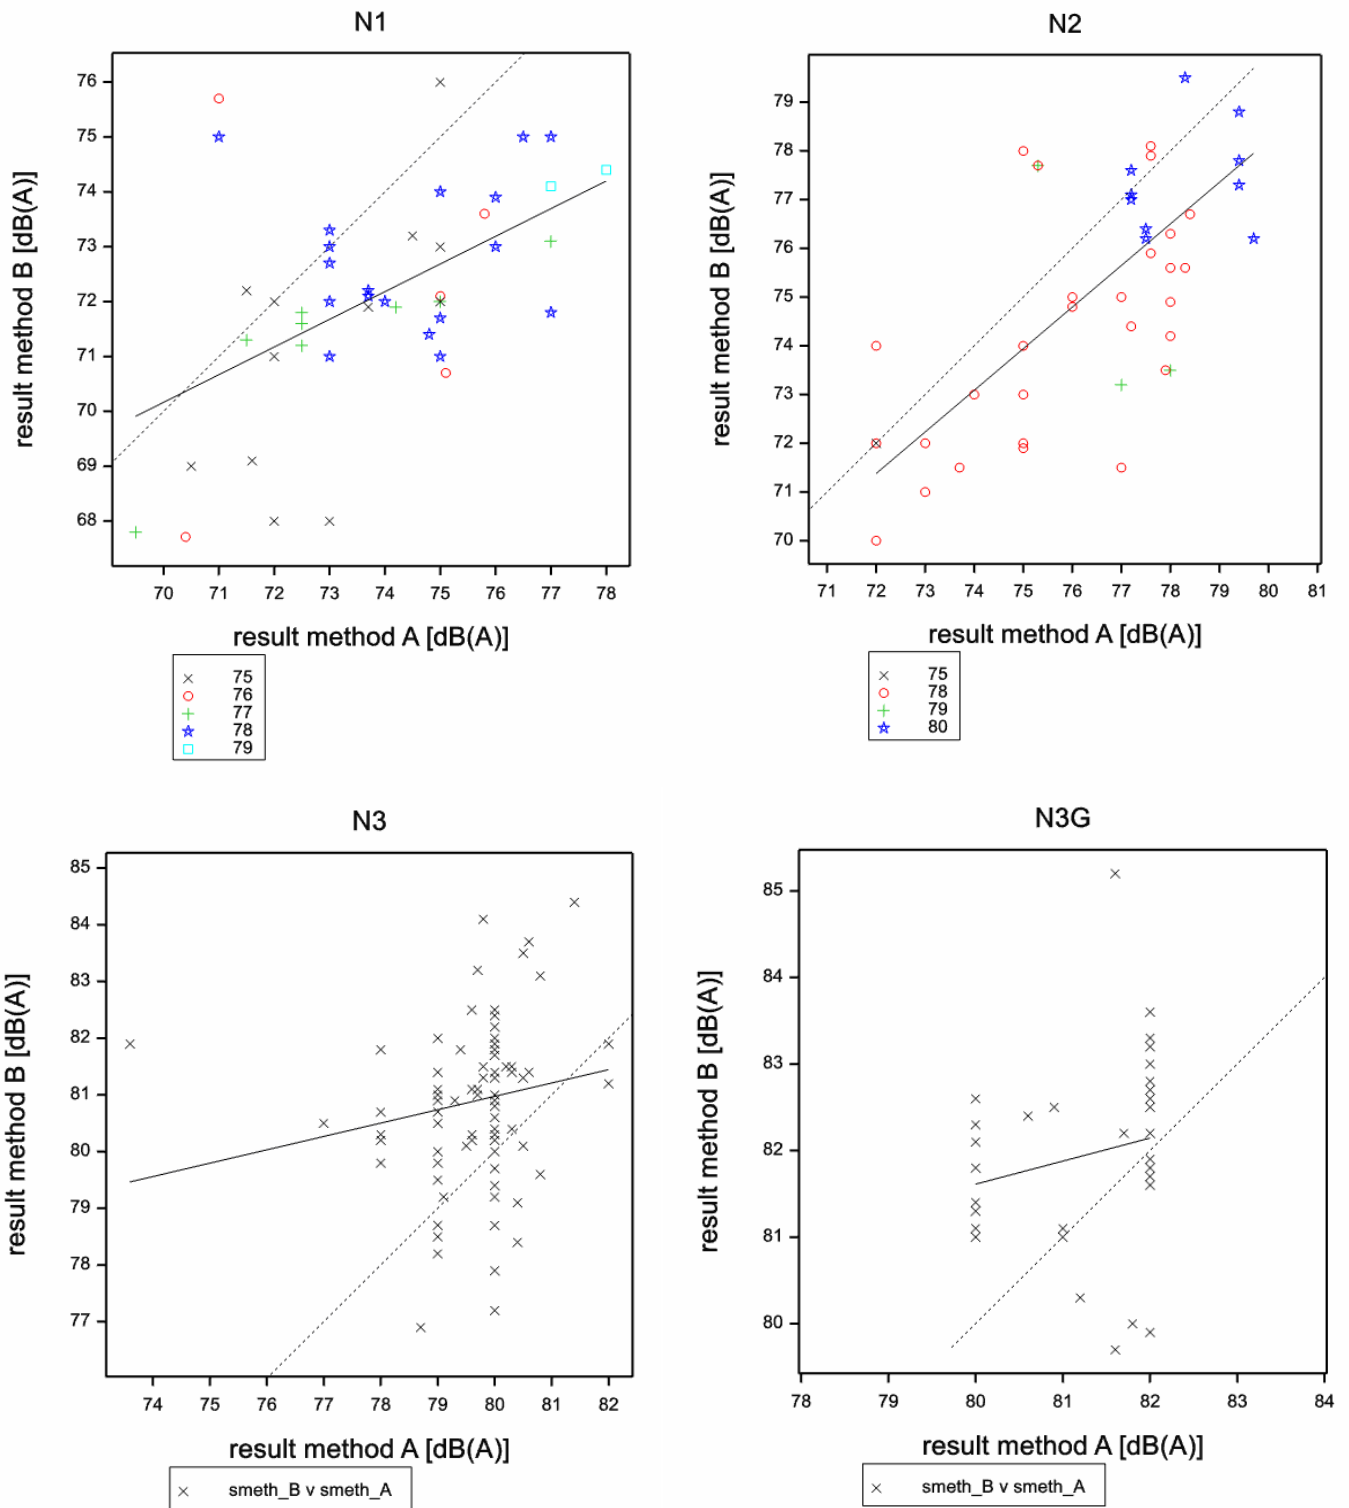 N1
76
75
74
73
72
71
70
69
68
result method B [dB(A)]
70 71 72 73 74 75 76 77 78
result method A [dB(A)]
75
76
77
78
79
N2
79
78
77
76
75
74
73
72
71
70
result method B [dB(A)]
71 72 73 74 75 76 77 78 79 80 81
result method A [dB(A)]
75
78
79
80
N3
85
84
83
82
81
80
79
78
77
result method B [dB(A)]
74 75 76 77 78 79 80 81 82
result method A [dB(A)]
smeth_B v smeth_A
N3G
85
84
83
82
81
80
result method B [dB(A)]
78 79 80 81 82 83 84
result method A [dB(A)]
smeth_B v smeth_A